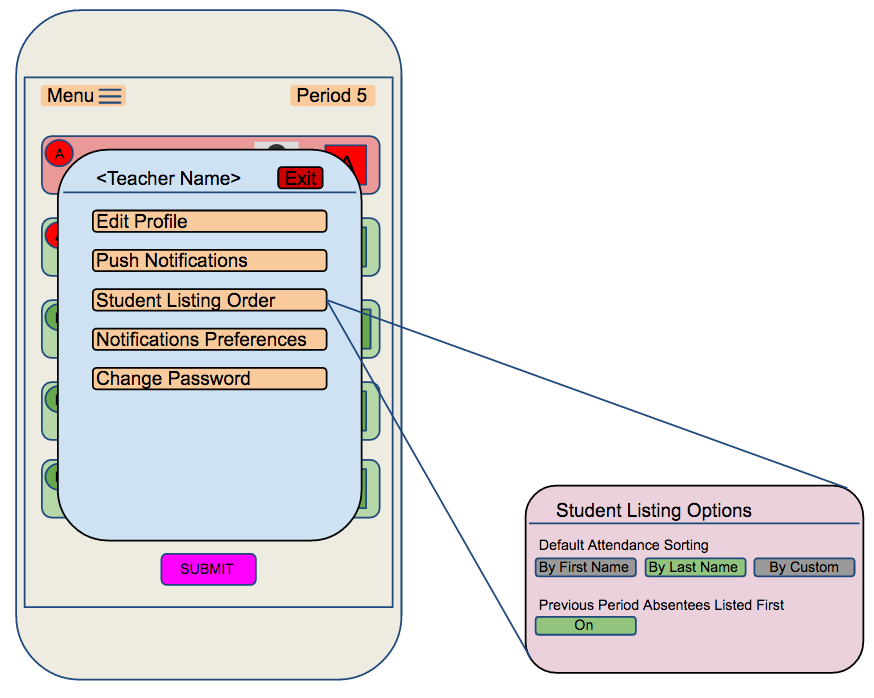 Menu
Period 5
A
A
<Teacher Name>
Exit
Edit Profile
Push Notifications
Student Listing Order
Notifications Preferences
Change Password
SUBMIT
Student Listing Options
Default Attendance Sorting
By First Name
By Last Name
By Custom
Previous Period Absentees Listed First
On